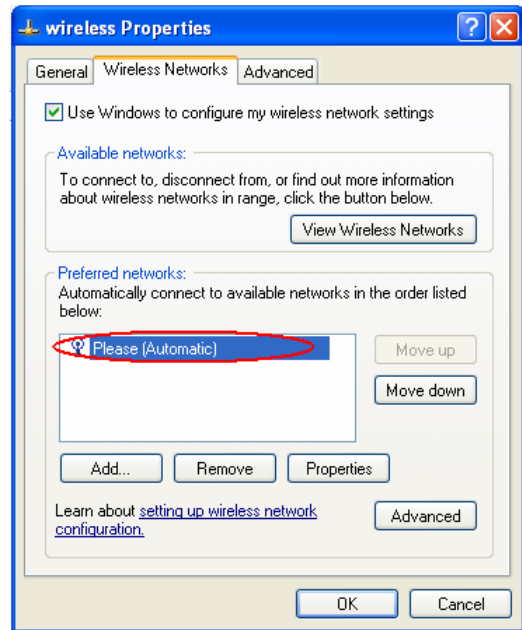 wireless Properties
General Wireless Networks Advanced
Use Windows to configure my wireless network settings
Available networks:
To connect to, disconnect from, or find out more information
about wireless networks in range, click the button below.
View Wireless Networks
Preferred networks:
Automatically connect to available networks in the order listed
below:
Please (Automatic)
Move up
Move down
Add... Remove Properties
Learn about setting up wireless network
configuration.
Advanced
OK Cancel